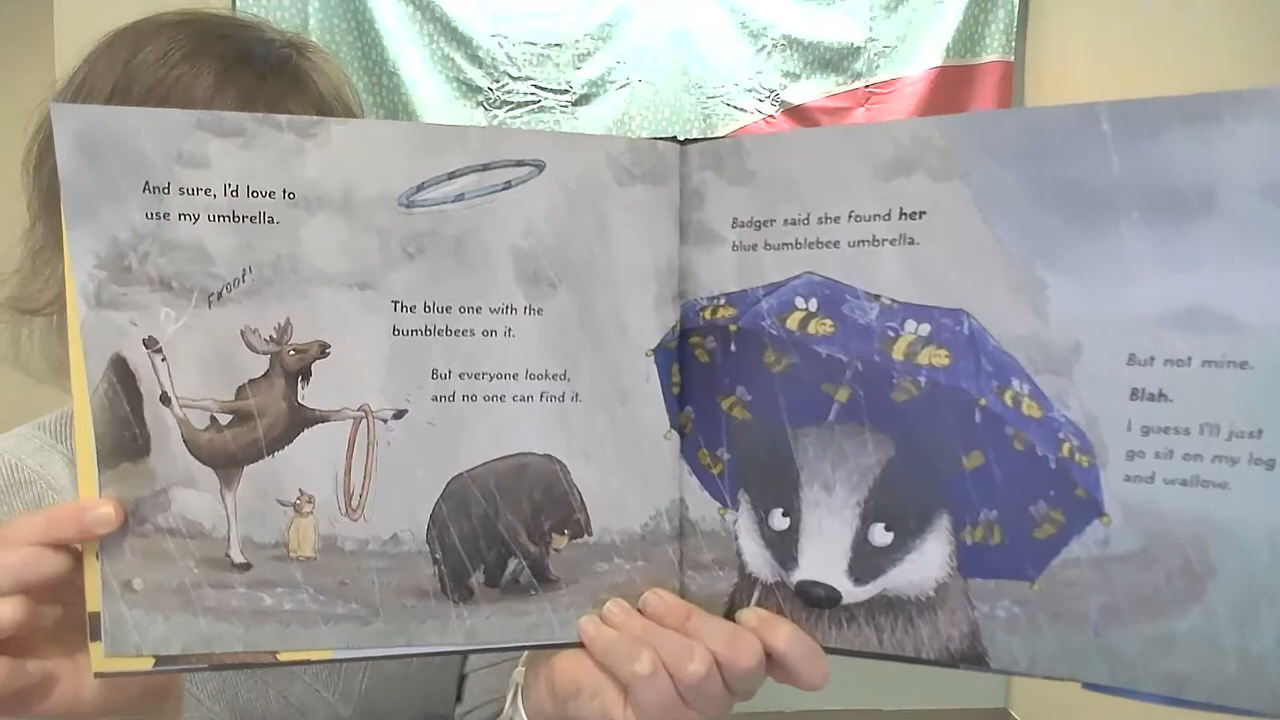 And sure, I'd love to
use my umbrella.
FWOOP!
The blue one with the
bumblebees on it.
But everyone looked,
and no one can find it.
Badger said she found her
blue bumblebee umbrella.
But not mine.
Blah.
I guess I'll just
go sit on my log
and wallow.